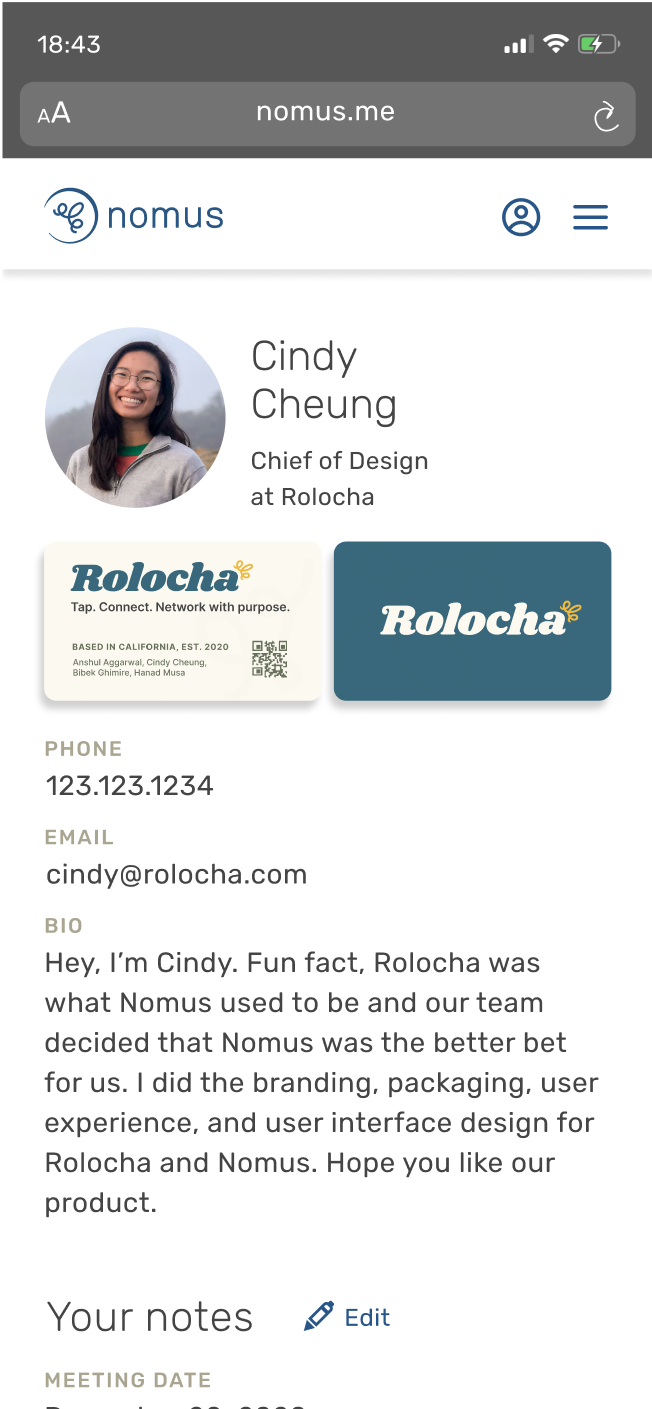 18:43
AA
nomus.me
nomus
Cindy
Cheung
Chief of Design
at Rolocha
Rolocha
Tap. Connect. Network with purpose.
BASED IN CALIFORNIA, EST. 2020
Anshul Aggarwal, Cindy Cheung,
Bibek Ghimire, Hanad Musa
Rolocha
PHONE
123.123.1234
EMAIL
cindy@rolocha.com
BIO
Hey, I’m Cindy. Fun fact, Rolocha was
what Nomus used to be and our team
decided that Nomus was the better bet
for us. I did the branding, packaging, user
experience, and user interface design for
Rolocha and Nomus. Hope you like our
product.
Your notes
Edit
MEETING DATE